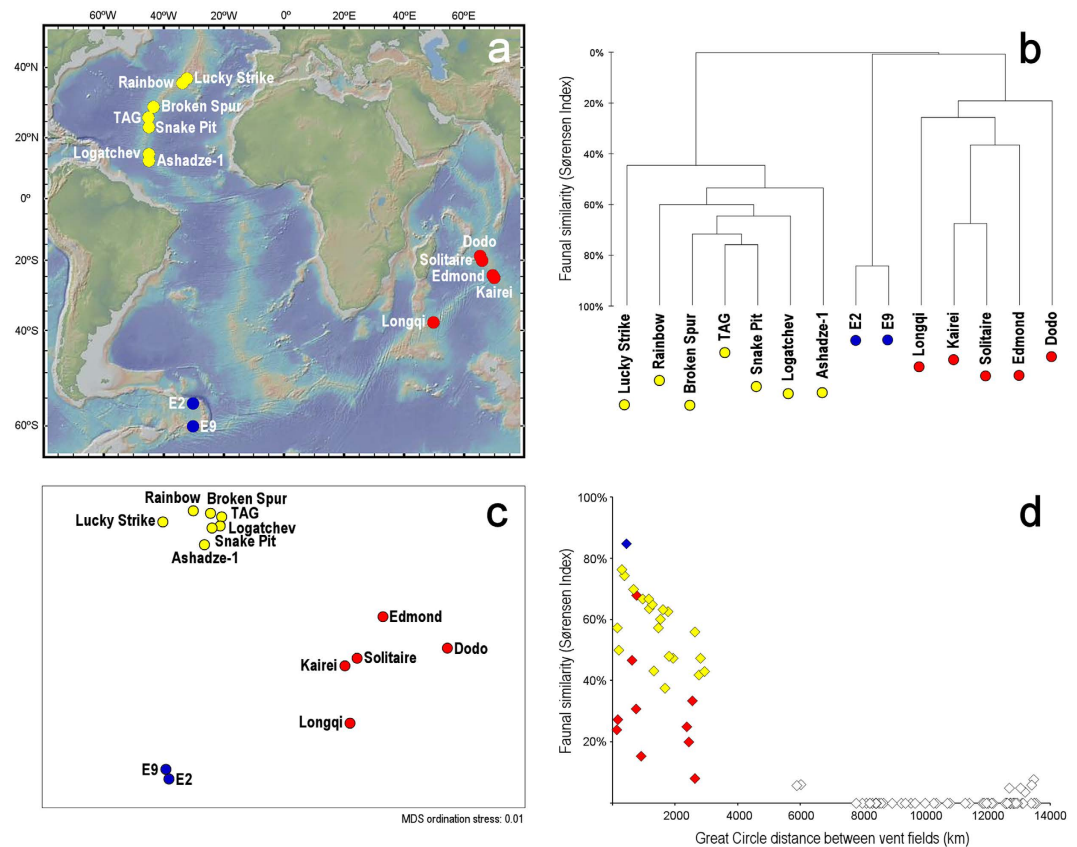 60°W 40°W 20°W 0° 20°E 40°E 60°E
a
40°N
20°N
0°
20°S
40°S
60°S
Rainbow
Lucky Strike
Broken Spur
TAG
Snake Pit
Logatchev
Ashadze-1
Dodo
Solitaire
Edmond
Kairei
Longqi
E2
E9
b
Faunal similarity (Sørensen Index)
0%
20%
40%
60%
80%
100%
Lucky Strike
Rainbow
Broken Spur
TAG
Snake Pit
Logatchev
Ashadze-1
E2
E9
Longqi
Kairei
Solitaire
Edmond
Dodo
c
Rainbow
Broken Spur
Lucky Strike
TAG
Logatchev
Snake Pit
Ashadze-1
Edmond
Dodo
Solitaire
Kairei
Longqi
E9
E2
MDS ordination stress: 0.01
d
Faunal similarity (Sørensen Index)
100%
80%
60%
40%
20%
0 2000 4000 6000 8000 10000 12000 14000
Great Circle distance between vent fields (km)